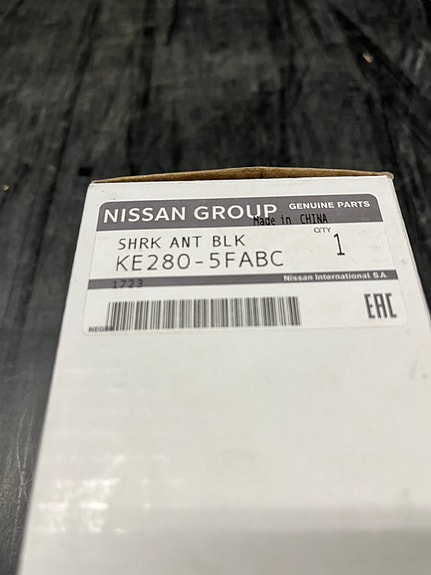 NISSAN GROUP GENUINE PARTS
Made in CHINA
SHRK ANT BLK QTY
KE280-5FABC 1
Nissan International S.A.
1723
EAC